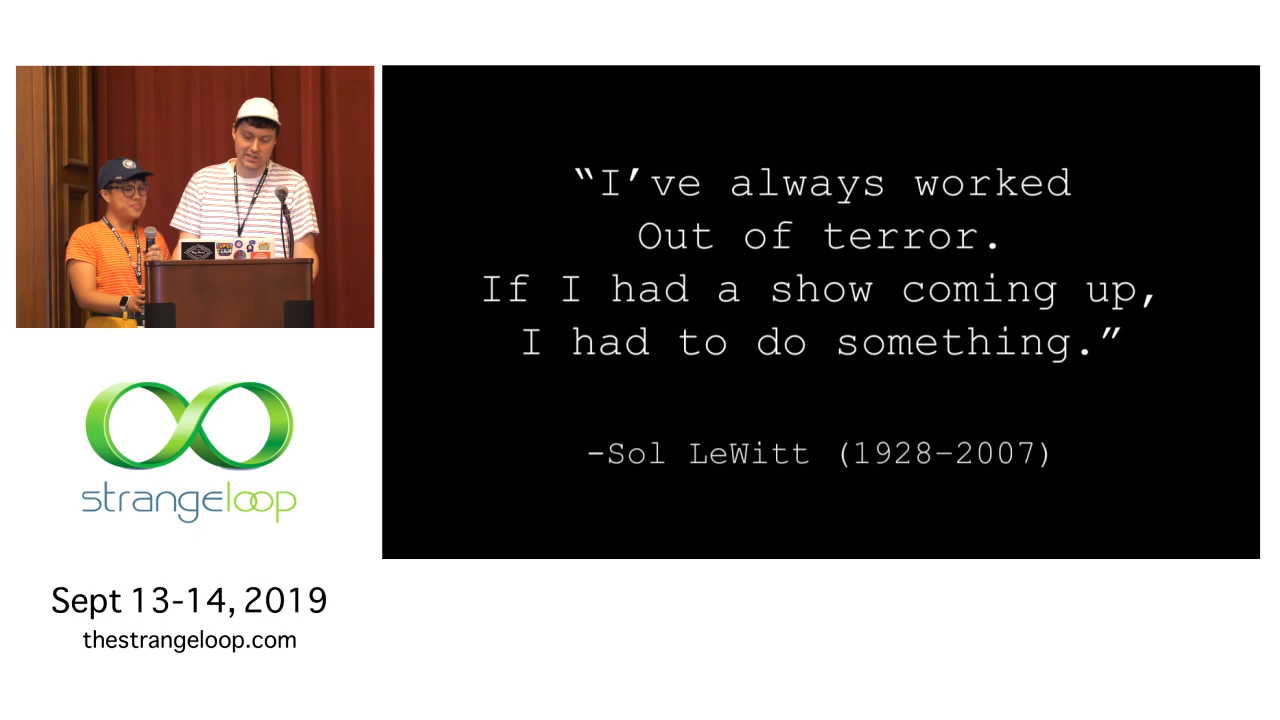 “I’ve always worked
Out of terror.
If I had a show coming up,
I had to do something.”
-Sol LeWitt (1928–2007)
strangeloop
Sept 13-14, 2019
thestrangeloop.com